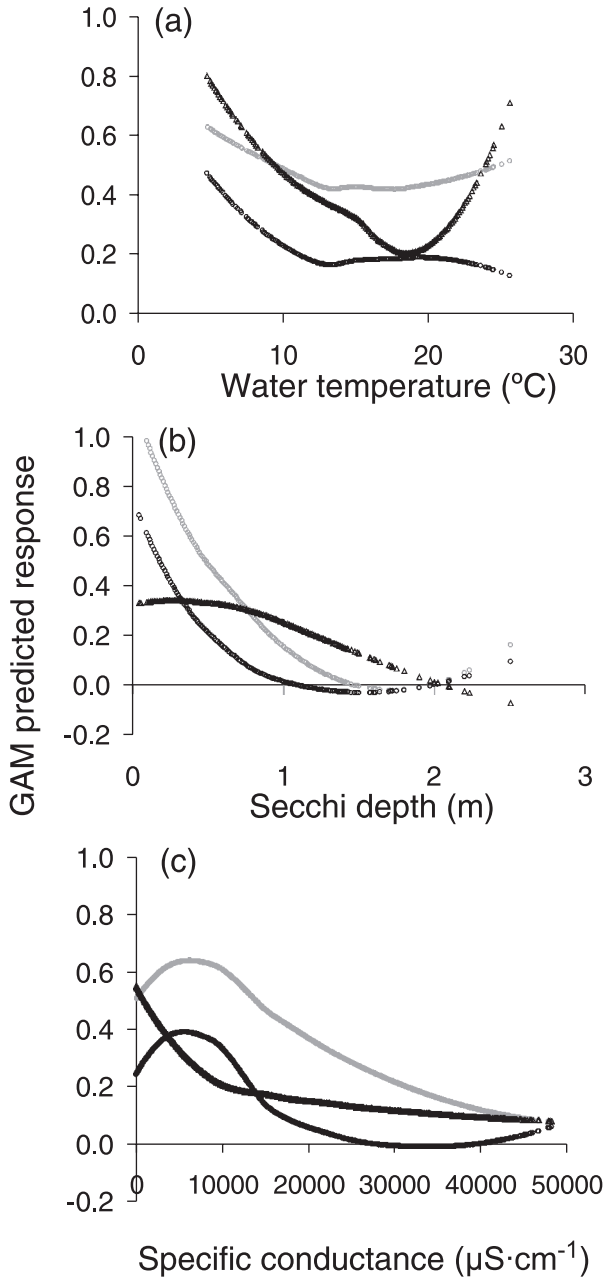 (a)
1.0
0.8
0.6
0.4
0.2
0.0
0 10 20 30
Water temperature (ºC)
GAM predicted response
(b)
1.0
0.8
0.6
0.4
0.2
0.0
-0.2
0 1 2 3
Secchi depth (m)
(c)
1.0
0.8
0.6
0.4
0.2
0.0
-0.2
0 10000 20000 30000 40000 50000
Specific conductance (µS·cm⁻¹)